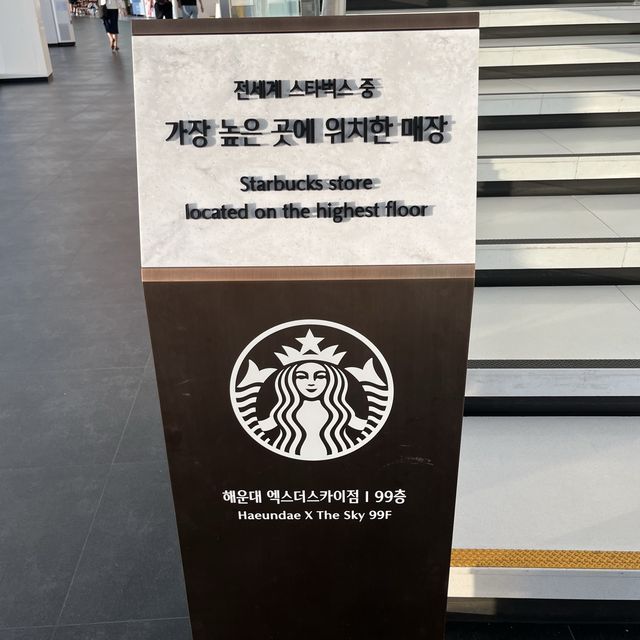 전세계 스타벅스 중
가장 높은 곳에 위치한 매장
Starbucks store
located on the highest floor
해운대 엑스더스카이점 I 99층
Haeundae X The Sky 99F